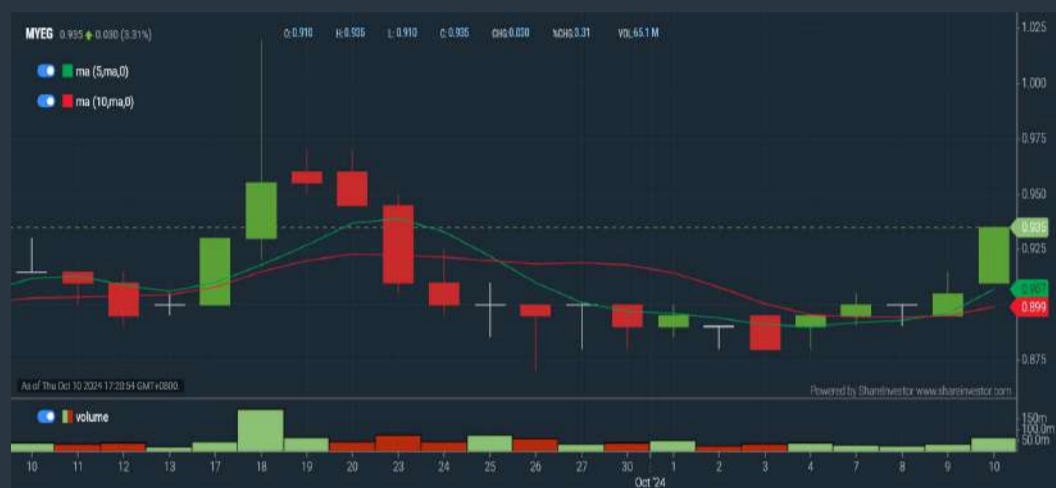 MYEG 0.935 0.030 (3.31%) O:0.910 H:0.935 L:0.910 C:0.935 CHG:0.030 %CHG:3.31 VOL:65.1 M
ma (5,ma,0)
ma (10,ma,0)
1.025
1.000
0.975
0.950
0.935
0.925
0.907
0.899
0.875
As of Thu Oct 10 2024 17:28:54 GMT+0800
Powered by ShareInvestor www.shareinvestor.com
volume
150m
100.0m
50.0m
10 11 12 13 17 18 19 20 23 24 25 26 27 30 1 2 3 4 7 8 9 10
Oct '24